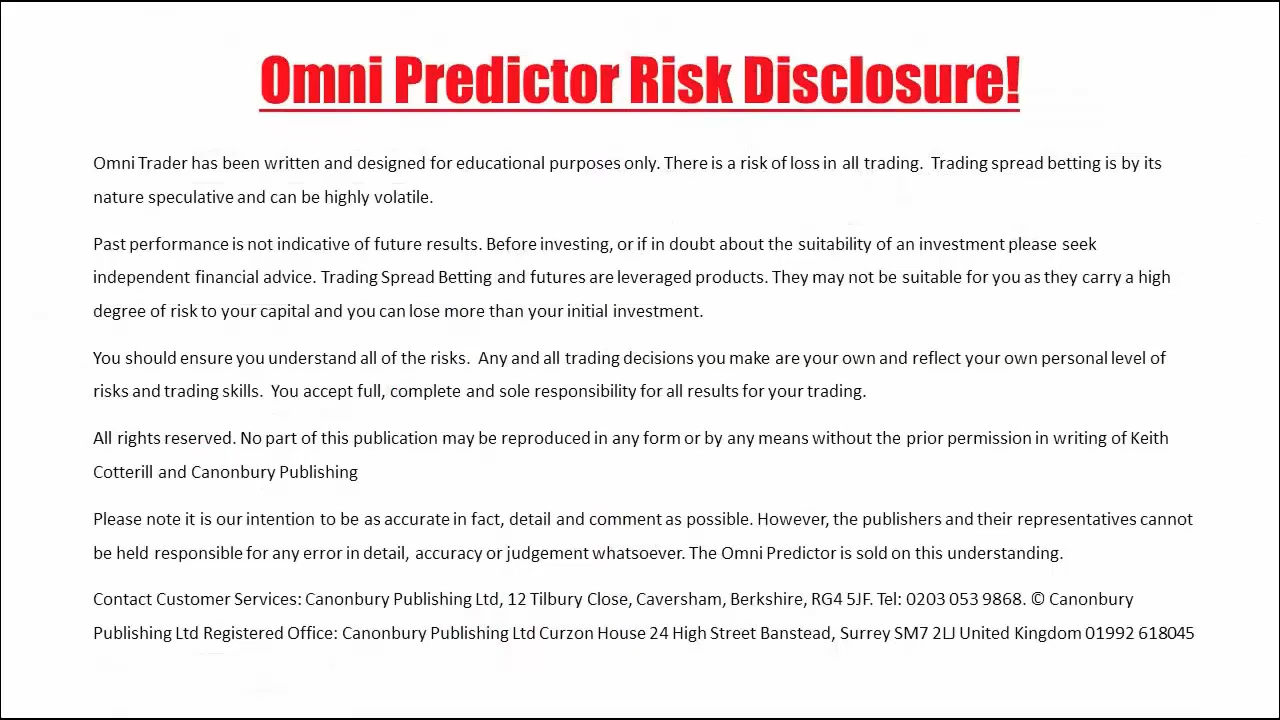 Omni Predictor Risk Disclosure!
Omni Trader has been written and designed for educational purposes only. There is a risk of loss in all trading.  Trading spread betting is by its
nature speculative and can be highly volatile.
Past performance is not indicative of future results. Before investing, or if in doubt about the suitability of an investment please seek
independent financial advice. Trading Spread Betting and futures are leveraged products. They may not be suitable for you as they carry a high
degree of risk to your capital and you can lose more than your initial investment.
You should ensure you understand all of the risks.  Any and all trading decisions you make are your own and reflect your own personal level of
risks and trading skills.  You accept full, complete and sole responsibility for all results for your trading.
All rights reserved. No part of this publication may be reproduced in any form or by any means without the prior permission in writing of Keith
Cotterill and Canonbury Publishing
Please note it is our intention to be as accurate in fact, detail and comment as possible. However, the publishers and their representatives cannot
be held responsible for any error in detail, accuracy or judgement whatsoever. The Omni Predictor is sold on this understanding.
Contact Customer Services: Canonbury Publishing Ltd, 12 Tilbury Close, Caversham, Berkshire, RG4 5JF. Tel: 0203 053 9868. © Canonbury
Publishing Ltd Registered Office: Canonbury Publishing Ltd Curzon House 24 High Street Banstead, Surrey SM7 2LJ United Kingdom 01992 618045